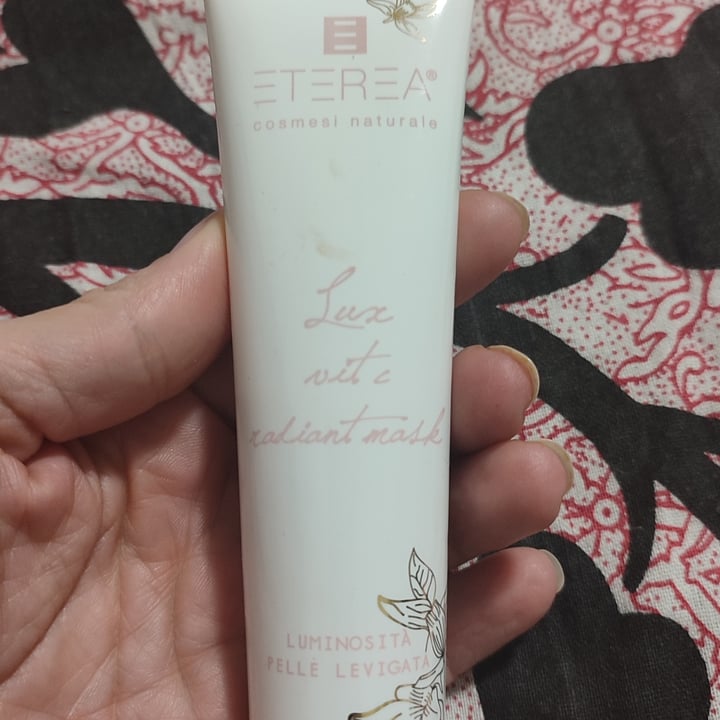 ETEREA®
cosmesi naturale
Lux
vit c
radiant mask
LUMINOSITÀ
PELLE LEVIGATA